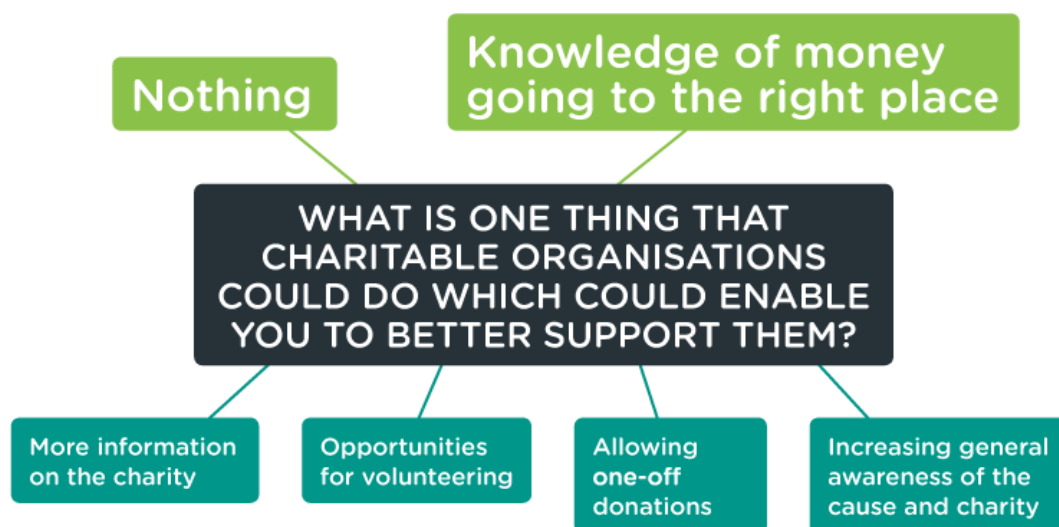 Nothing
Knowledge of money
going to the right place
WHAT IS ONE THING THAT
CHARITABLE ORGANISATIONS
COULD DO WHICH COULD ENABLE
YOU TO BETTER SUPPORT THEM?
More information
on the charity
Opportunities
for volunteering
Allowing
one-off
donations
Increasing general
awareness of the
cause and charity